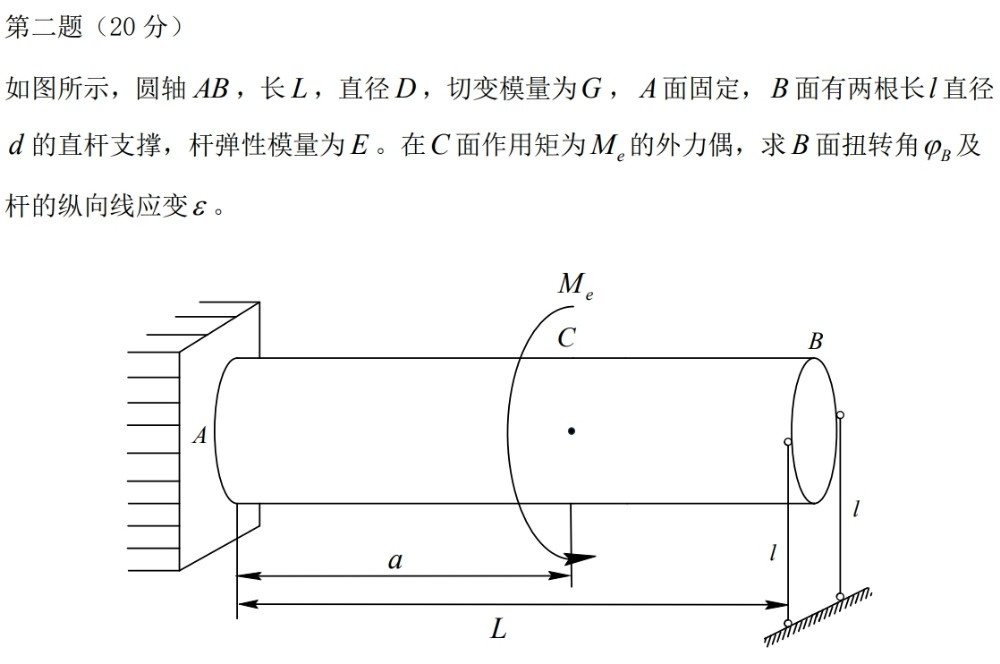 第二题（20 分）
如图所示，圆轴 AB，长 L，直径 D，切变模量为 G，A 面固定，B 面有两根长 l 直径
d 的直杆支撑，杆弹性模量为 E。在 C 面作用矩为 Mₑ 的外力偶，求 B 面扭转角 φ_B 及
杆的纵向线应变 ε。
Mₑ
C
B
A
l
l
a
L